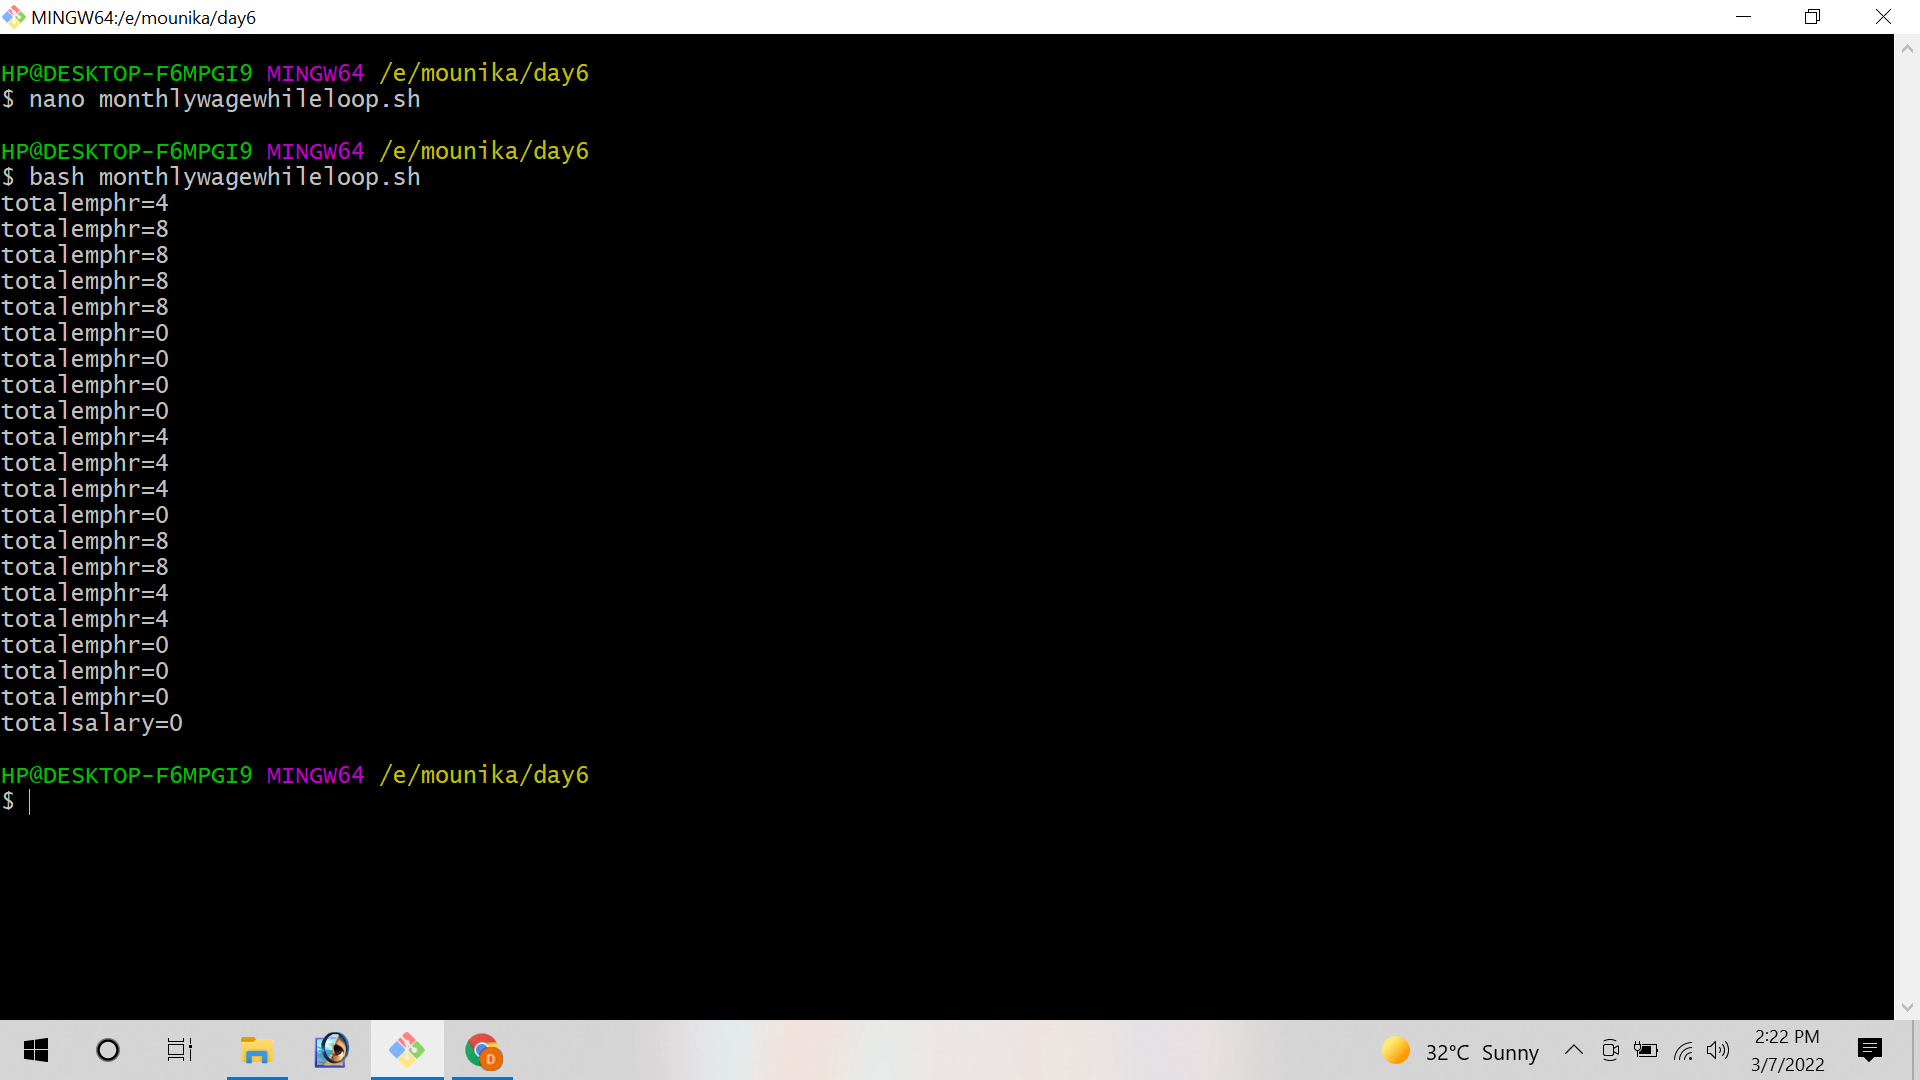 MINGW64:/e/mounika/day6
HP@DESKTOP-F6MPGI9 MINGW64 /e/mounika/day6
$ nano monthlywagewhileloop.sh
HP@DESKTOP-F6MPGI9 MINGW64 /e/mounika/day6
$ bash monthlywagewhileloop.sh
totalemphr=4
totalemphr=8
totalemphr=8
totalemphr=8
totalemphr=8
totalemphr=0
totalemphr=0
totalemphr=0
totalemphr=0
totalemphr=4
totalemphr=4
totalemphr=4
totalemphr=0
totalemphr=8
totalemphr=8
totalemphr=4
totalemphr=4
totalemphr=0
totalemphr=0
totalemphr=0
totalsalary=0
HP@DESKTOP-F6MPGI9 MINGW64 /e/mounika/day6
$
D
32°C Sunny
2:22 PM
3/7/2022